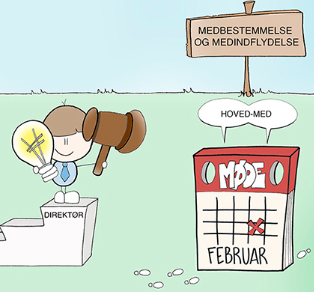 MEDBESTEMMELSE
OG MEDINDFLYDELSE
HOVED-MED
MØDE
DIREKTØR
FEBRUAR